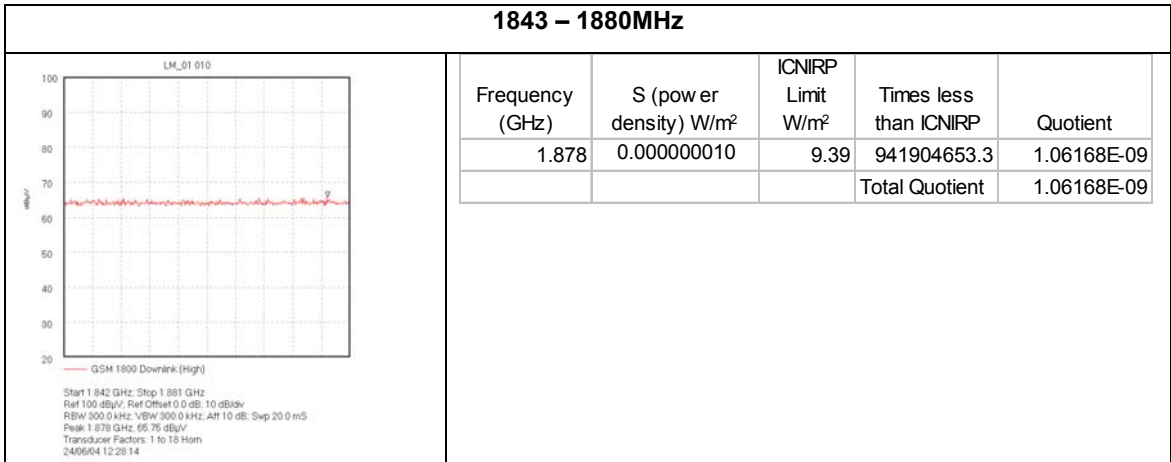 1843 – 1880MHz
LM_01 010
100
90
80
70
60
50
40
30
20
dBµV
GSM 1800 Downlink (High)
Start 1.842 GHz; Stop 1.881 GHz
Ref 100 dBµV; Ref Offset 0.0 dB; 10 dB/div
RBW 300.0 kHz; VBW 300.0 kHz; Att 10 dB; Swp 20.0 mS
Peak 1.878 GHz, 65.75 dBµV
Transducer Factors: 1 to 18 Horn
24/06/04 12:28:14
Frequency (GHz) S (pow er density) W/m² ICNIRP Limit W/m² Times less than ICNIRP Quotient
1.878 0.000000010 9.39 941904653.3 1.06168E-09
Total Quotient 1.06168E-09